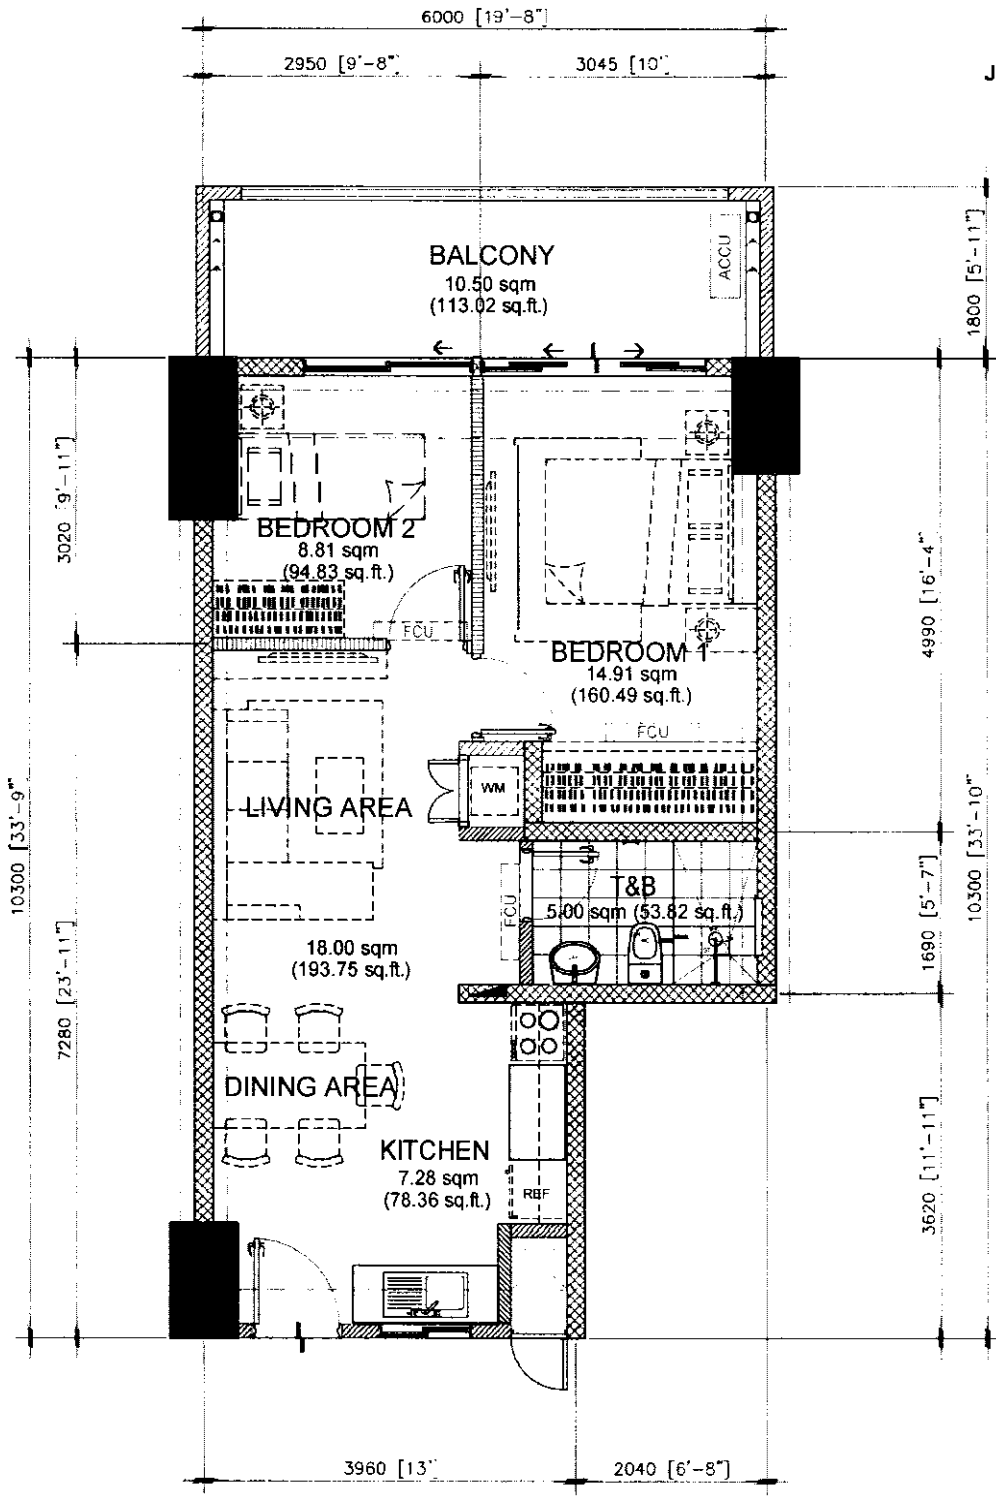 6000 [19'-8"]
2950 [9'-8"]
3045 [10']
J
1800 [5'-11"]
BALCONY
10.50 sqm
(113.02 sq.ft.)
ACCU
3020 [9'-11"]
BEDROOM 2
8.81 sqm
(94.83 sq.ft.)
FCU
BEDROOM 1
14.91 sqm
(160.49 sq.ft.)
FCU
4990 [16'-4"]
10300 [33'-9"]
LIVING AREA
WM
10300 [33'-10"]
T&B
5.00 sqm (53.82 sq.ft.)
FCU
1690 [5'-7"]
18.00 sqm
(193.75 sq.ft.)
7280 [23'-11"]
DINING AREA
KITCHEN
7.28 sqm
(78.36 sq.ft.)
REF
3620 [11'-11"]
3960 [13']
2040 [6'-8"]